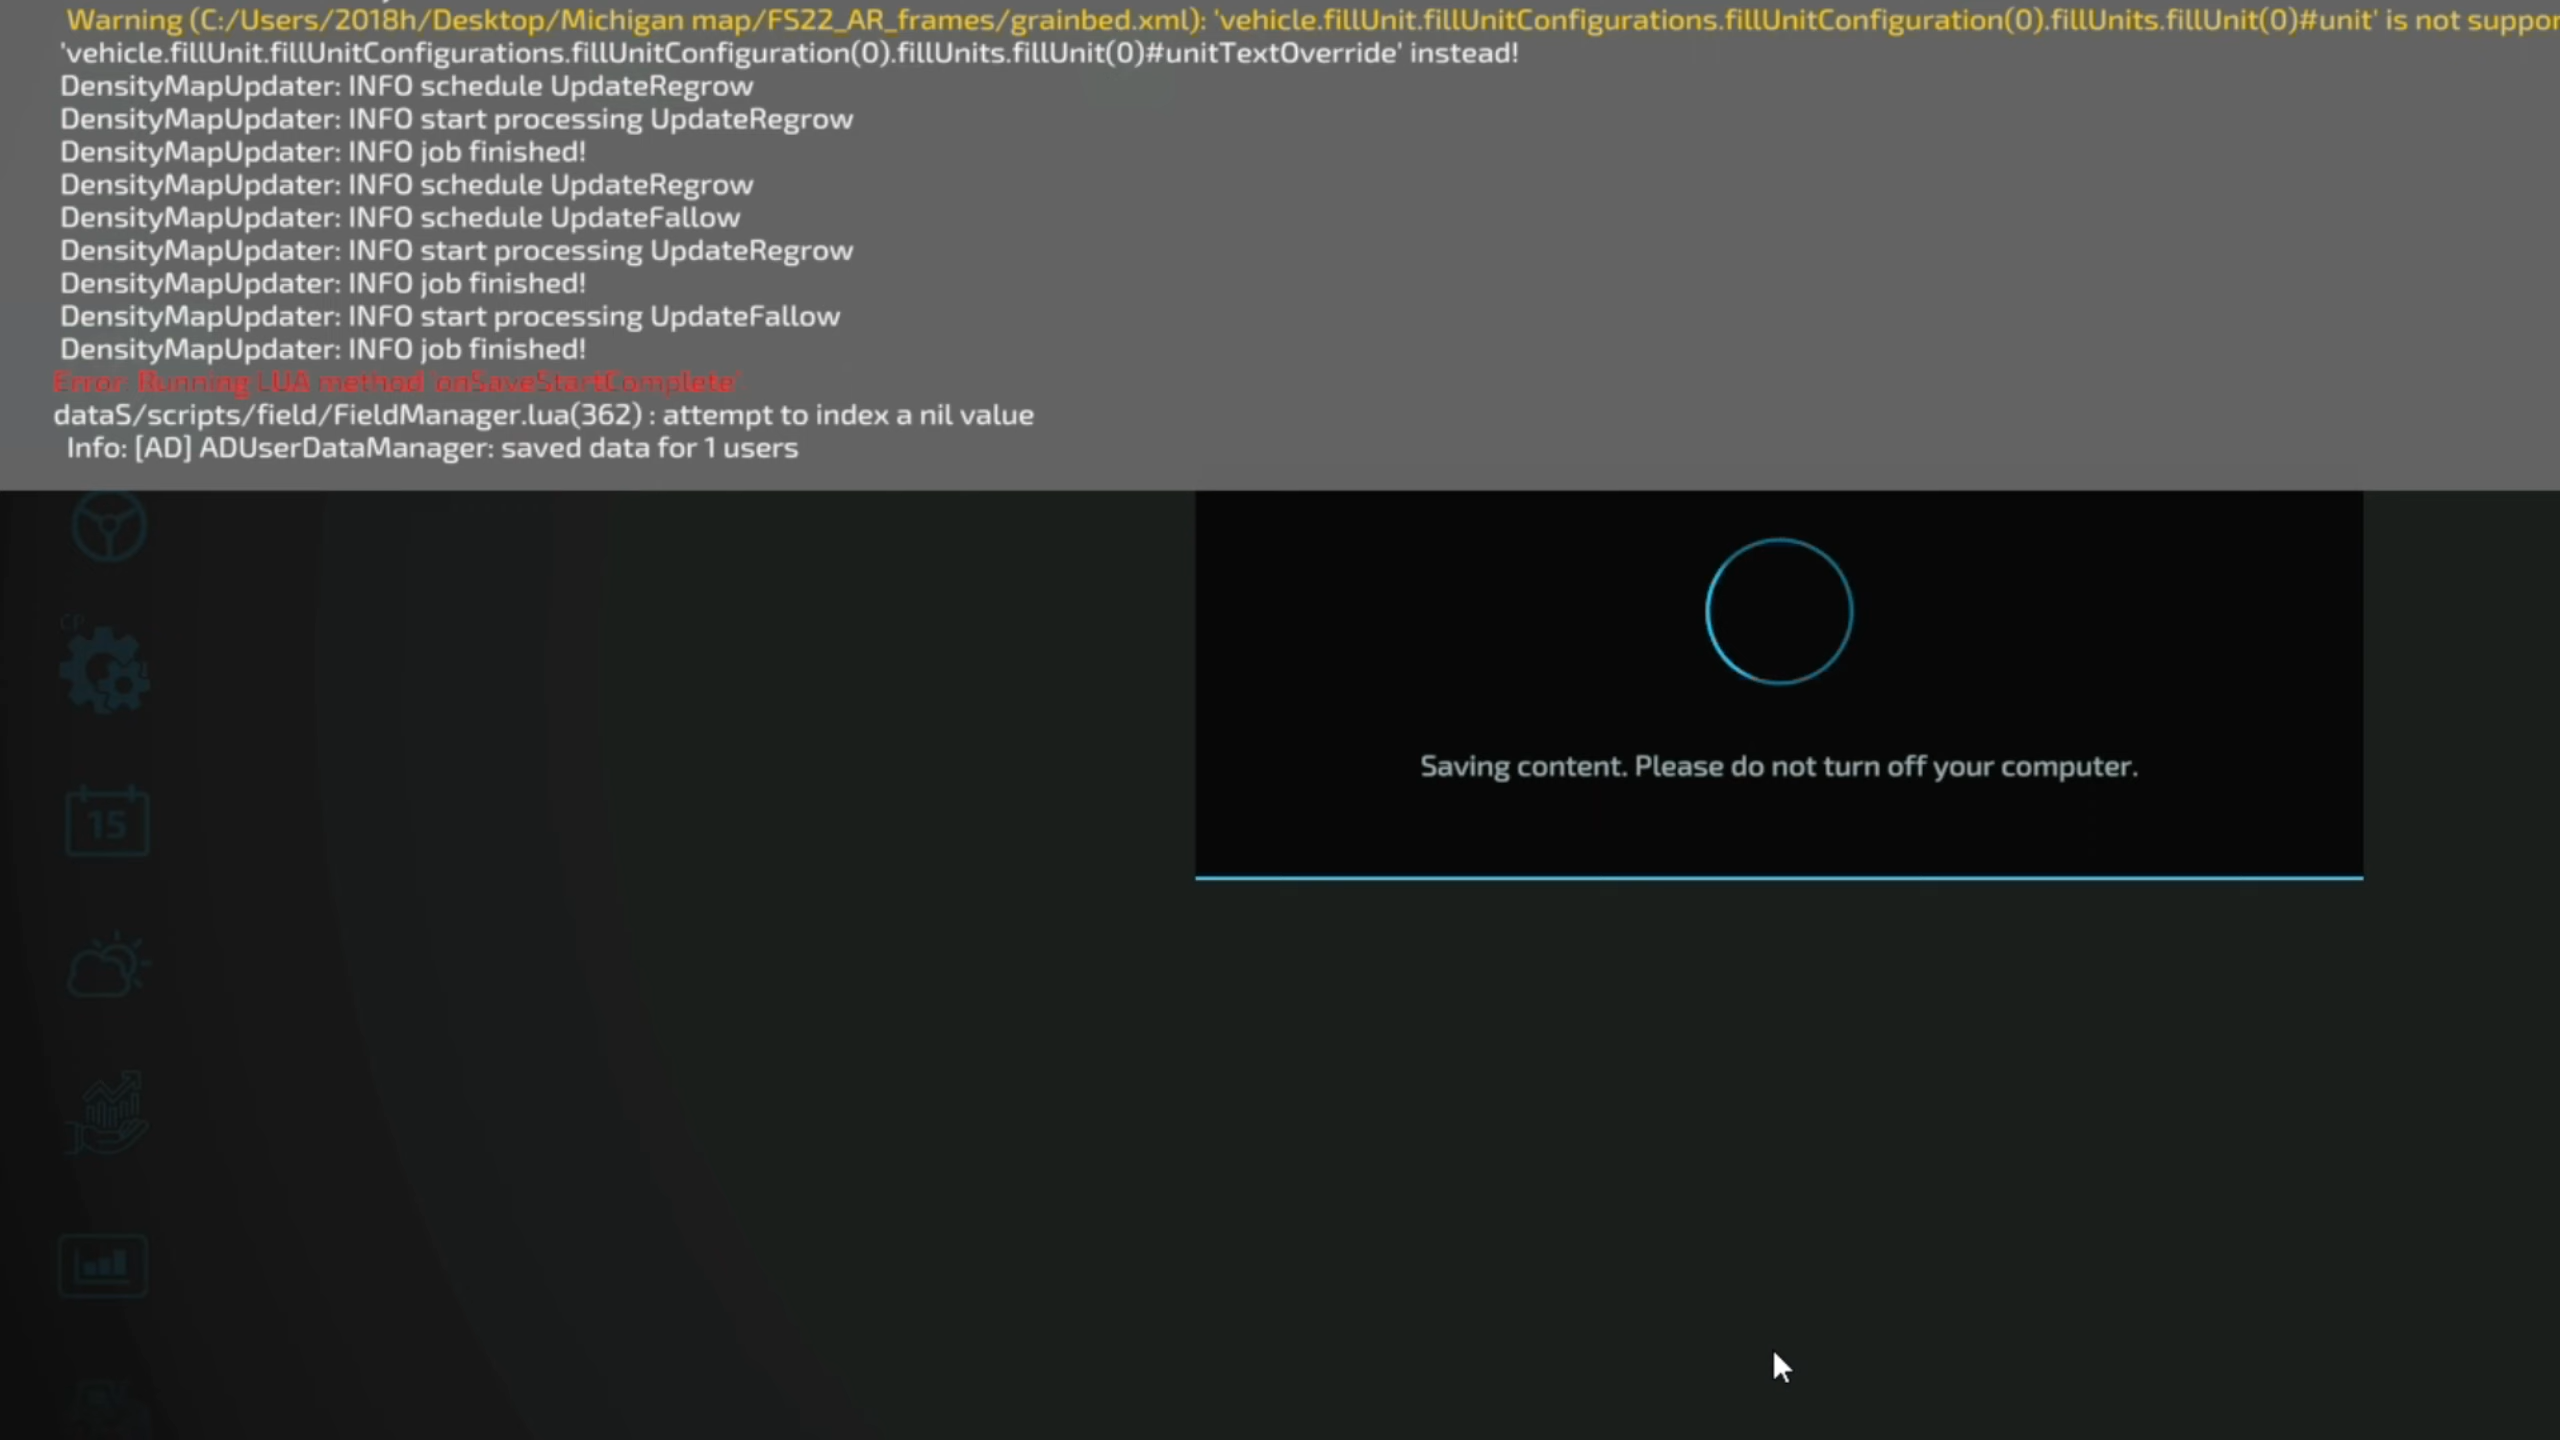 Warning (C:/Users/2018h/Desktop/Michigan map/FS22_AR_frames/grainbed.xml): 'vehicle.fillUnit.fillUnitConfigurations.fillUnitConfiguration(0).fillUnits.fillUnit(0)#unit' is not suppor
'vehicle.fillUnit.fillUnitConfigurations.fillUnitConfiguration(0).fillUnits.fillUnit(0)#unitTextOverride' instead!
DensityMapUpdater: INFO schedule UpdateRegrow
DensityMapUpdater: INFO start processing UpdateRegrow
DensityMapUpdater: INFO job finished!
DensityMapUpdater: INFO schedule UpdateRegrow
DensityMapUpdater: INFO schedule UpdateFallow
DensityMapUpdater: INFO start processing UpdateRegrow
DensityMapUpdater: INFO job finished!
DensityMapUpdater: INFO start processing UpdateFallow
DensityMapUpdater: INFO job finished!
Error: Running LUA method 'onSaveStartComplete'.
dataS/scripts/field/FieldManager.lua(362) : attempt to index a nil value
Info: [AD] ADUserDataManager: saved data for 1 users
CP
Saving content. Please do not turn off your computer.
15